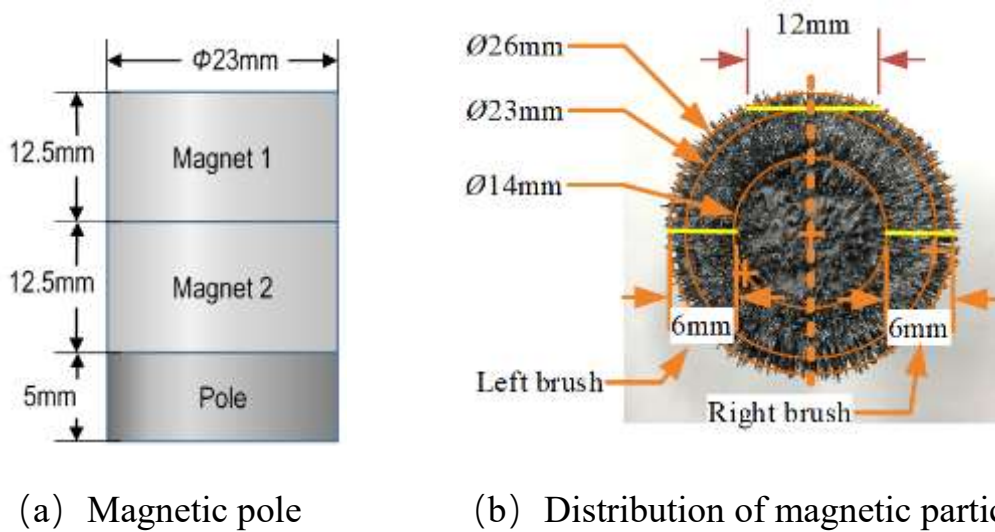 Φ23mm
12.5mm
Magnet 1
12.5mm
Magnet 2
5mm
Pole
12mm
Ø26mm
Ø23mm
Ø14mm
6mm
6mm
Left brush
Right brush
(a) Magnetic pole
(b) Distribution of magnetic partic